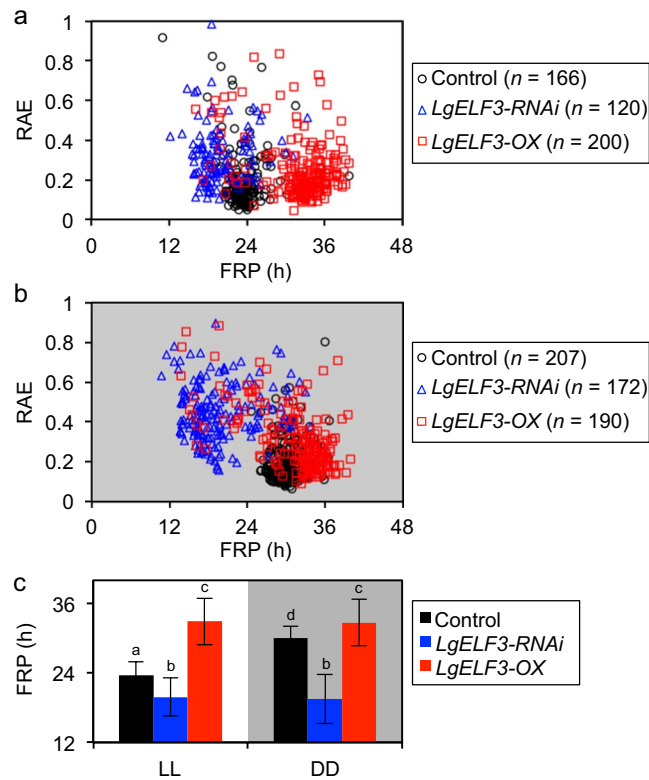 a
1
0.8
0.6
0.4
0.2
0
RAE
0 12 24 36 48
FRP (h)
Control (n = 166)
LgELF3-RNAi (n = 120)
LgELF3-OX (n = 200)
b
1
0.8
0.6
0.4
0.2
0
RAE
0 12 24 36 48
FRP (h)
Control (n = 207)
LgELF3-RNAi (n = 172)
LgELF3-OX (n = 190)
c
36
24
12
FRP (h)
a b c d b c
LL DD
Control
LgELF3-RNAi
LgELF3-OX